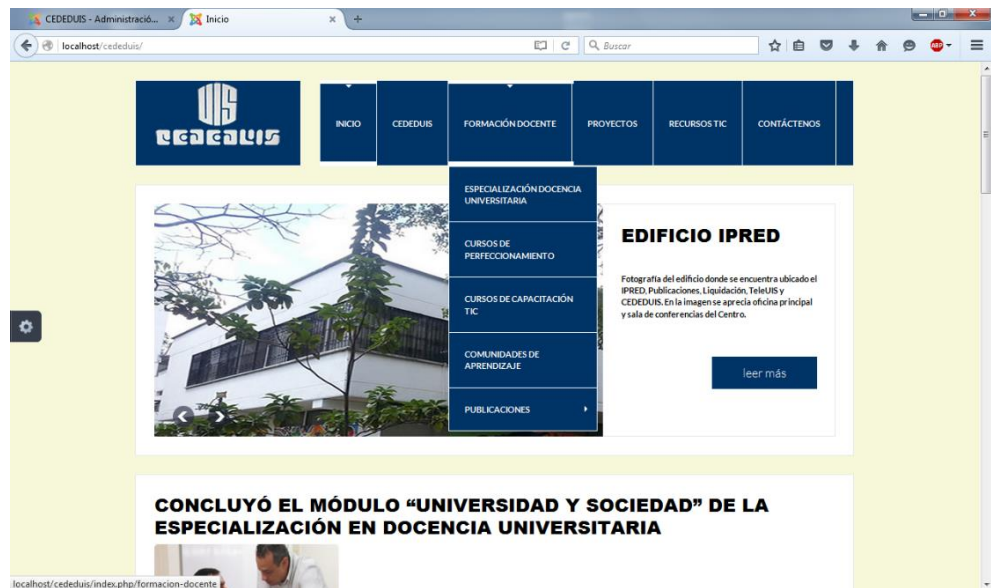 CEDEDUIS - Administració...
Inicio
localhost/cededuis/
Buscar
ABP
UIS
CEDEDUIS
INICIO
CEDEDUIS
FORMACIÓN DOCENTE
PROYECTOS
RECURSOS TIC
CONTÁCTENOS
ESPECIALIZACIÓN DOCENCIA
UNIVERSITARIA
CURSOS DE
PERFECCIONAMIENTO
CURSOS DE CAPACITACIÓN
TIC
COMUNIDADES DE
APRENDIZAJE
PUBLICACIONES
EDIFICIO IPRED
Fotografía del edificio donde se encuentra ubicado el
IPRED, Publicaciones, Liquidación, TeleUIS y
CEDEDUIS. En la imagen se aprecia oficina principal
y sala de conferencias del Centro.
leer más
CONCLUYÓ EL MÓDULO “UNIVERSIDAD Y SOCIEDAD” DE LA
ESPECIALIZACIÓN EN DOCENCIA UNIVERSITARIA
localhost/cededuis/index.php/formacion-docente